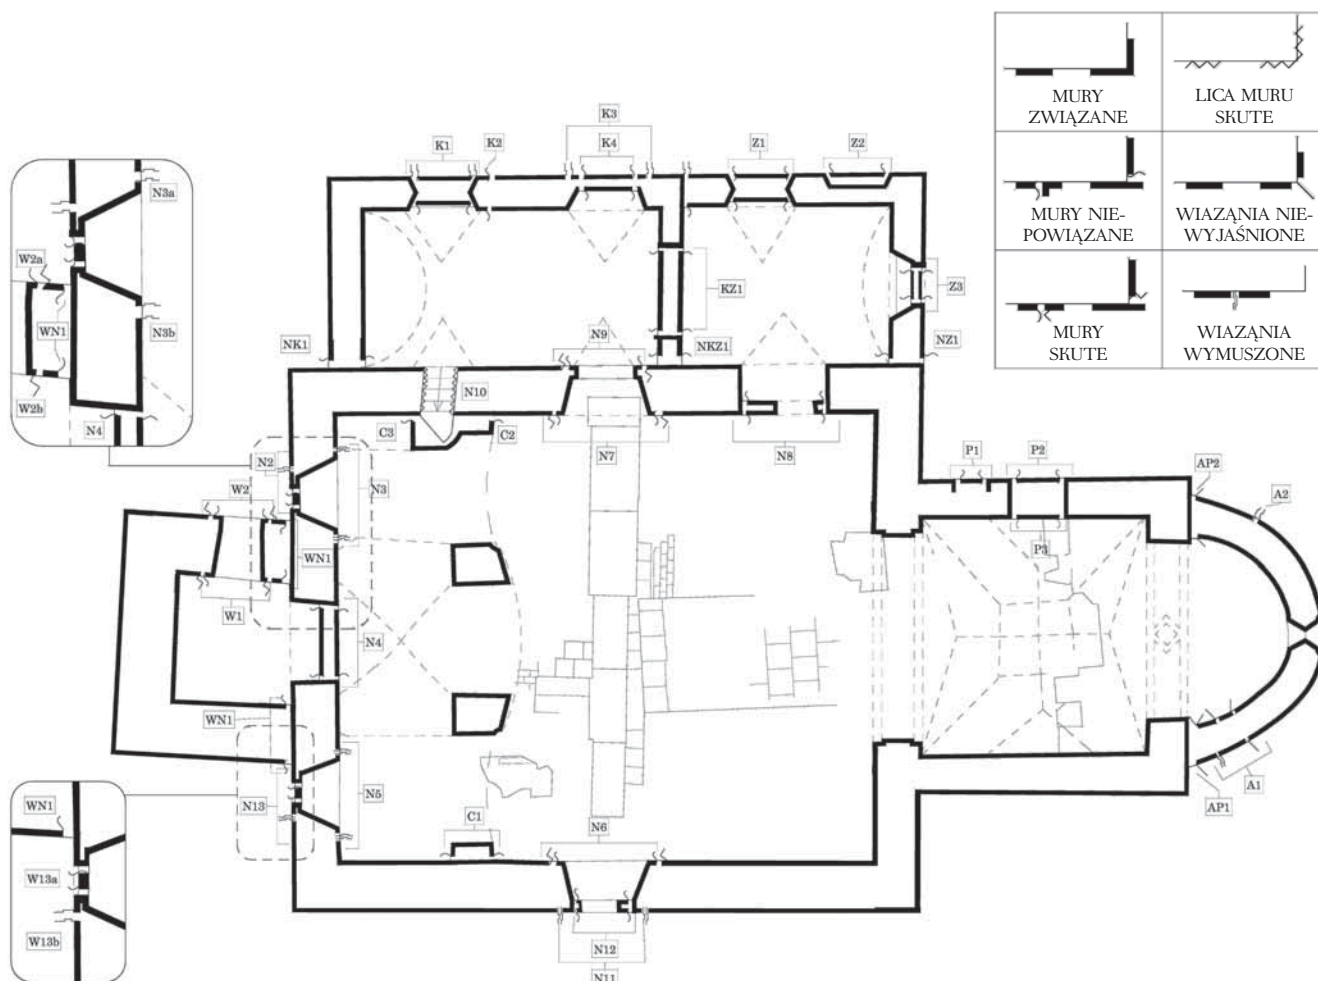 MURY
ZWIĄZANE
LICA MURU
SKUTE
MURY NIE-
POWIĄZANE
WIAZĄNIA NIE-
WYJAŚNIONE
MURY
SKUTE
WIAZĄNIA
WYMUSZONE
K3
K1
K2
K4
Z1
Z2
N3a
W2a
WN1
N3b
W2b
N4
KZ1
Z3
NK1
N9
NKZ1
NZ1
N10
C3
C2
N7
N8
N2
N3
W2
P1
P2
AP2
A2
WN1
P3
W1
N4
WN1
N5
N13
C1
N6
A1
AP1
WN1
W13a
W13b
N12
N11